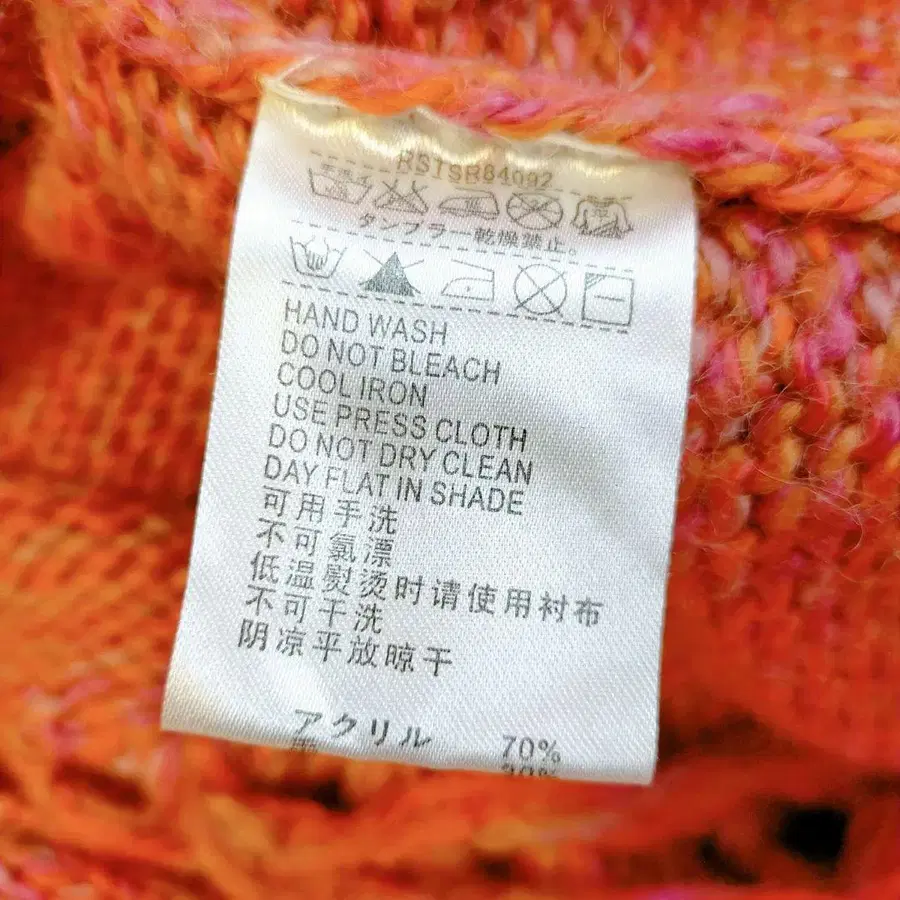 RSTSR84092
タンブラー乾燥禁止。
HAND WASH
DO NOT BLEACH
COOL IRON
USE PRESS CLOTH
DO NOT DRY CLEAN
DAY FLAT IN SHADE
可用手洗
不可氯漂
低温熨烫时请使用衬布
不可干洗
阴凉平放晾干
アクリル 70%
30%